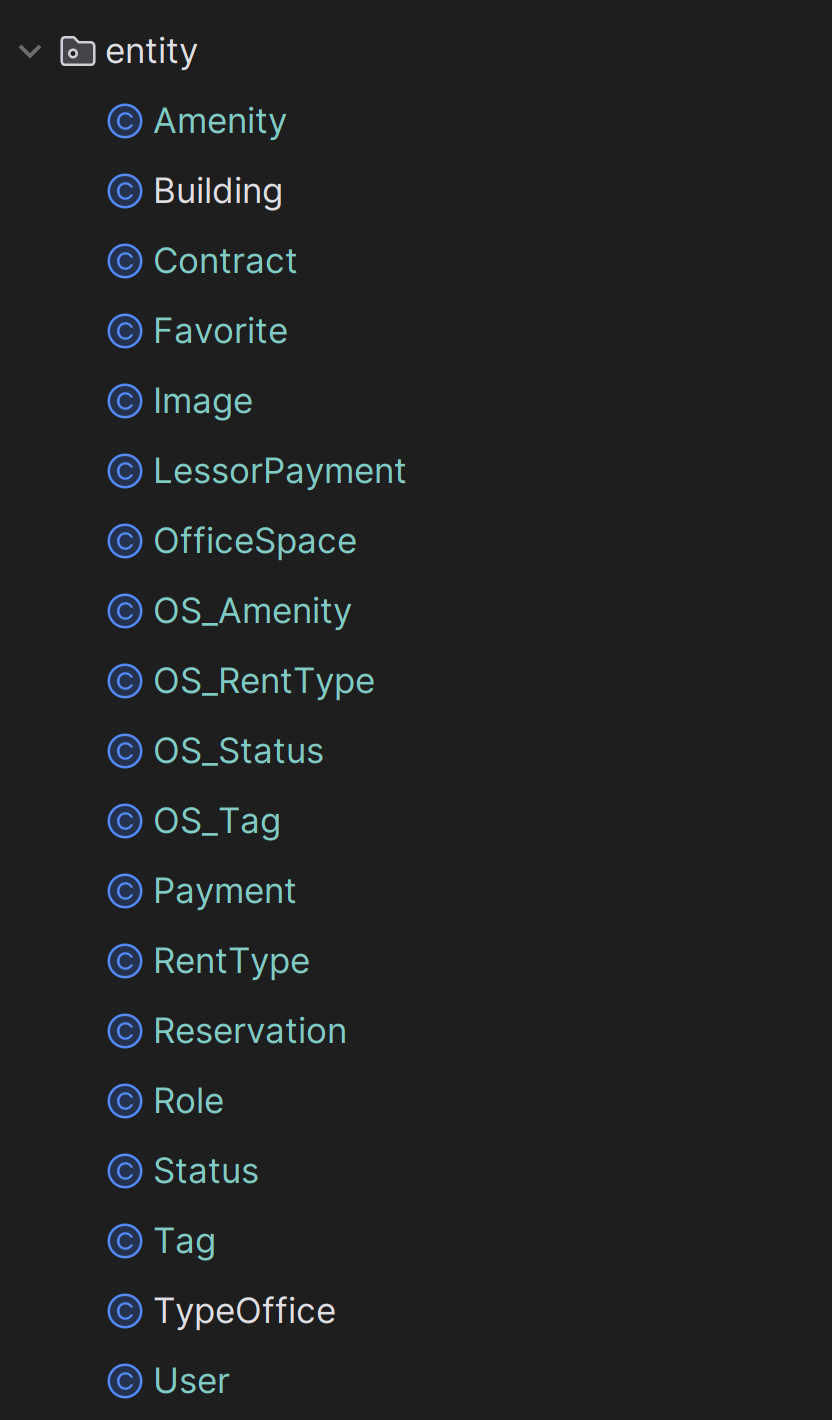 entity
Amenity
Building
Contract
Favorite
Image
LessorPayment
OfficeSpace
OS_Amenity
OS_RentType
OS_Status
OS_Tag
Payment
RentType
Reservation
Role
Status
Tag
TypeOffice
User